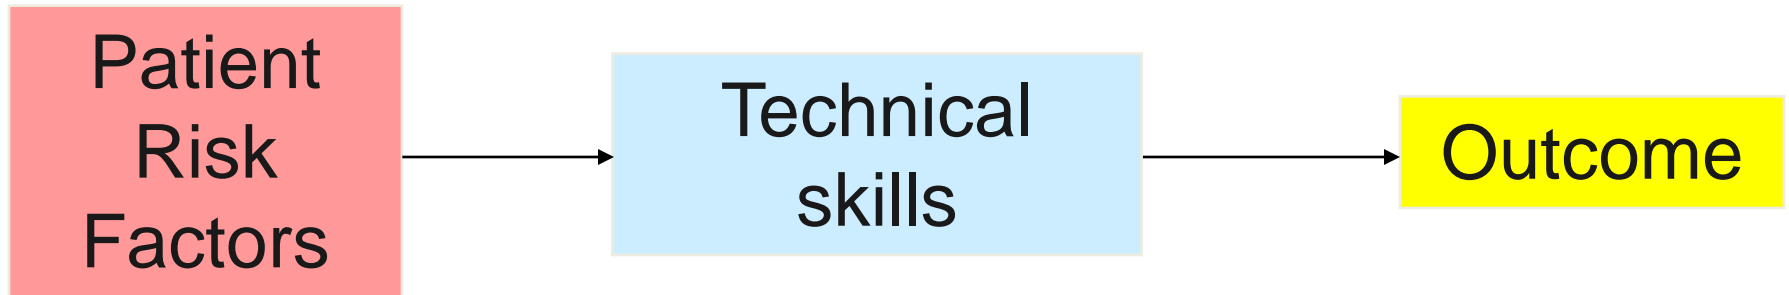 Patient
Risk
Factors
Technical
skills
Outcome